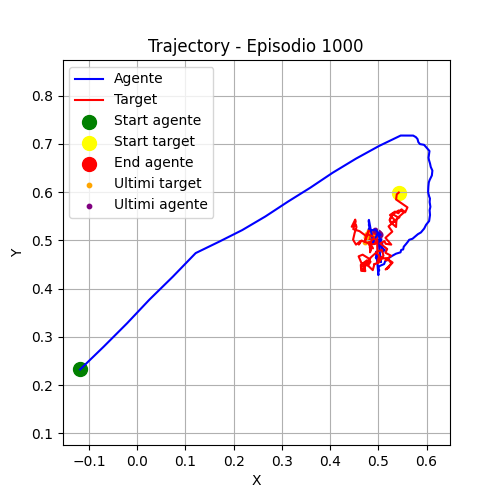 Trajectory - Episodio 1000
Agente
Target
Start agente
Start target
End agente
Ultimi target
Ultimi agente
Y
0.8
0.7
0.6
0.5
0.4
0.3
0.2
0.1
−0.1 0.0 0.1 0.2 0.3 0.4 0.5 0.6
X